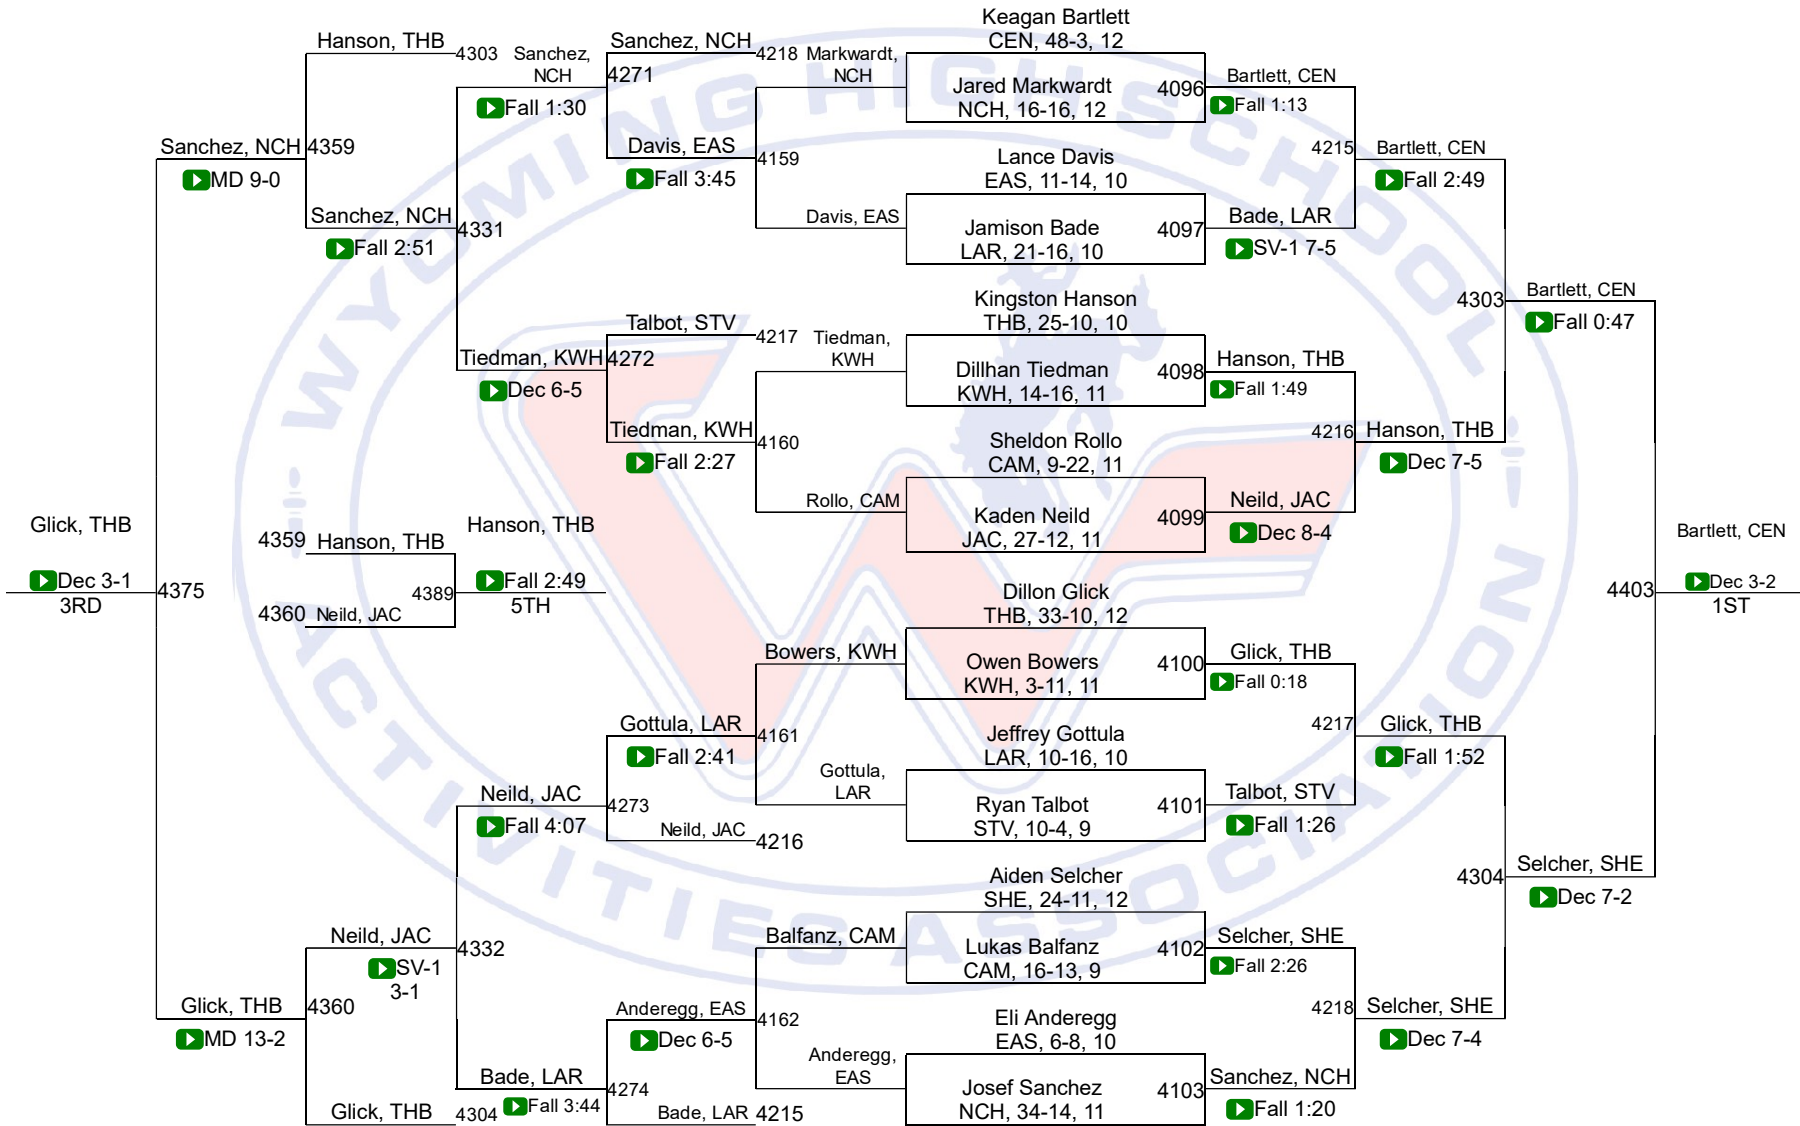 Keagan Bartlett
CEN, 48-3, 12
Hanson, THB
4303
Sanchez,
NCH
Sanchez, NCH
4218
Markwardt,
NCH
4271
Jared Markwardt
NCH, 16-16, 12
4096
Bartlett, CEN
Fall 1:13
Fall 1:30
Sanchez, NCH
4359
MD 9-0
Davis, EAS
4159
Fall 3:45
Lance Davis
EAS, 11-14, 10
4215
Bartlett, CEN
Fall 2:49
Sanchez, NCH
4331
Fall 2:51
Davis, EAS
Jamison Bade
LAR, 21-16, 10
4097
Bade, LAR
SV-1 7-5
Kingston Hanson
THB, 25-10, 10
4303
Bartlett, CEN
Fall 0:47
Talbot, STV
4217
Tiedman,
KWH
Tiedman, KWH
4272
Dec 6-5
Dillhan Tiedman
KWH, 14-16, 11
4098
Hanson, THB
Fall 1:49
Tiedman, KWH
4160
Fall 2:27
Sheldon Rollo
CAM, 9-22, 11
4216
Hanson, THB
Dec 7-5
Rollo, CAM
Kaden Neild
JAC, 27-12, 11
4099
Neild, JAC
Dec 8-4
Glick, THB
Hanson, THB
Bartlett, CEN
4359
Hanson, THB
Dec 3-1
3RD
4375
4389
Fall 2:49
5TH
4360
Neild, JAC
Dillon Glick
THB, 33-10, 12
4403
Dec 3-2
1ST
Bowers, KWH
Owen Bowers
KWH, 3-11, 11
4100
Glick, THB
Fall 0:18
Gottula, LAR
4161
Fall 2:41
Jeffrey Gottula
LAR, 10-16, 10
4217
Glick, THB
Fall 1:52
Gottula,
LAR
Neild, JAC
4273
Fall 4:07
Ryan Talbot
STV, 10-4, 9
4101
Talbot, STV
Fall 1:26
Neild, JAC
4216
Aiden Selcher
SHE, 24-11, 12
4304
Selcher, SHE
Dec 7-2
Neild, JAC
4332
SV-1
3-1
Balfanz, CAM
Lukas Balfanz
CAM, 16-13, 9
4102
Selcher, SHE
Fall 2:26
Glick, THB
4360
MD 13-2
Anderegg, EAS
4162
Dec 6-5
Eli Anderegg
EAS, 6-8, 10
4218
Selcher, SHE
Dec 7-4
Anderegg,
EAS
Bade, LAR
4274
Fall 3:44
Josef Sanchez
NCH, 34-14, 11
4103
Sanchez, NCH
Fall 1:20
Glick, THB
4304
Bade, LAR
4215
WYOMING HIGH SCHOOL
ACTIVITIES ASSOCIATION